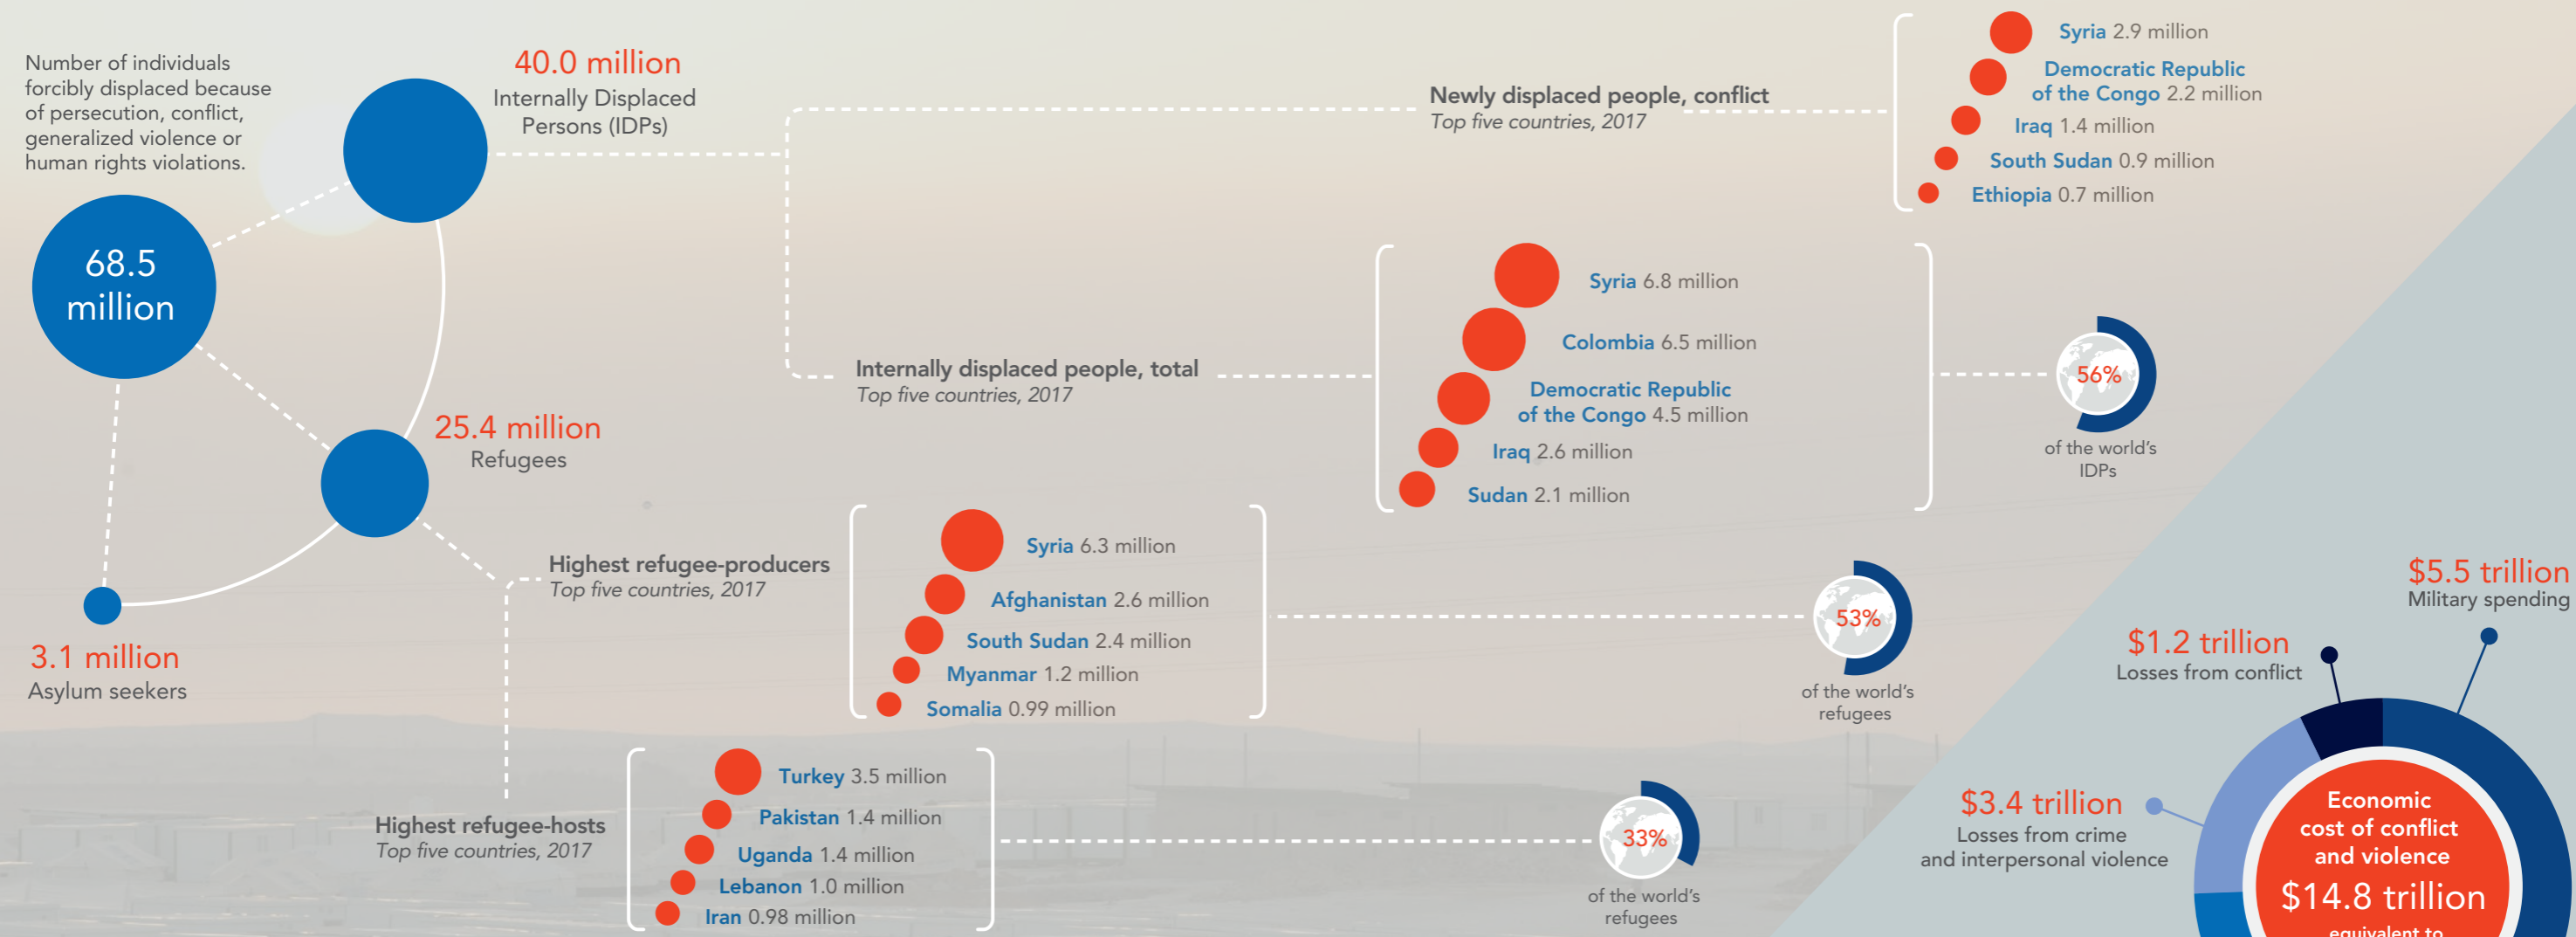 Number of individuals
forcibly displaced because
of persecution, conflict,
generalized violence or
human rights violations.
68.5
million
40.0 million
Internally Displaced
Persons (IDPs)
25.4 million
Refugees
3.1 million
Asylum seekers
Newly displaced people, conflict
Top five countries, 2017
Syria 2.9 million
Democratic Republic
of the Congo 2.2 million
Iraq 1.4 million
South Sudan 0.9 million
Ethiopia 0.7 million
Internally displaced people, total
Top five countries, 2017
Syria 6.8 million
Colombia 6.5 million
Democratic Republic
of the Congo 4.5 million
Iraq 2.6 million
Sudan 2.1 million
56%
of the world's
IDPs
Highest refugee-producers
Top five countries, 2017
Syria 6.3 million
Afghanistan 2.6 million
South Sudan 2.4 million
Myanmar 1.2 million
Somalia 0.99 million
53%
of the world's
refugees
Highest refugee-hosts
Top five countries, 2017
Turkey 3.5 million
Pakistan 1.4 million
Uganda 1.4 million
Lebanon 1.0 million
Iran 0.98 million
33%
of the world's
refugees
$5.5 trillion
Military spending
$1.2 trillion
Losses from conflict
$3.4 trillion
Losses from crime
and interpersonal violence
Economic
cost of conflict
and violence
$14.8 trillion
equivalent to